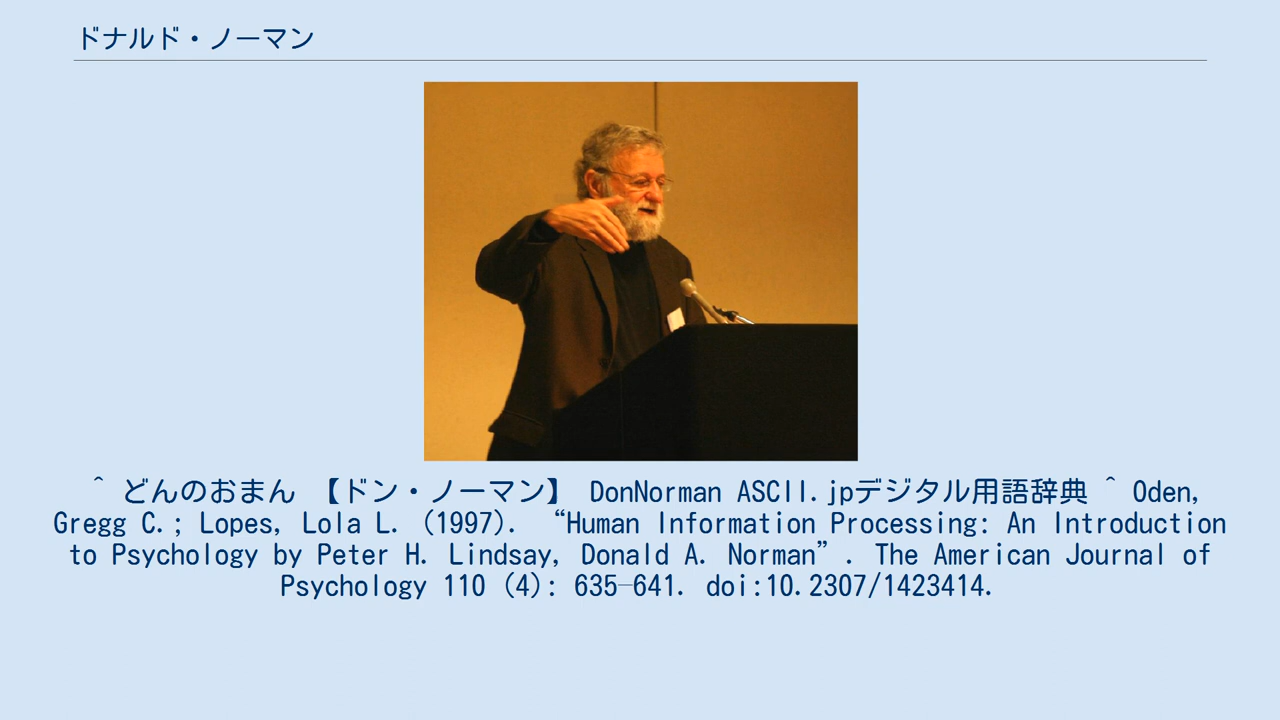 ドナルド・ノーマン
^ どんのおまん 【ドン・ノーマン】 DonNorman ASCII.jpデジタル用語辞典 ^ Oden,
Gregg C.; Lopes, Lola L. (1997). “Human Information Processing: An Introduction
to Psychology by Peter H. Lindsay, Donald A. Norman”. The American Journal of
Psychology 110 (4): 635–641. doi:10.2307/1423414.